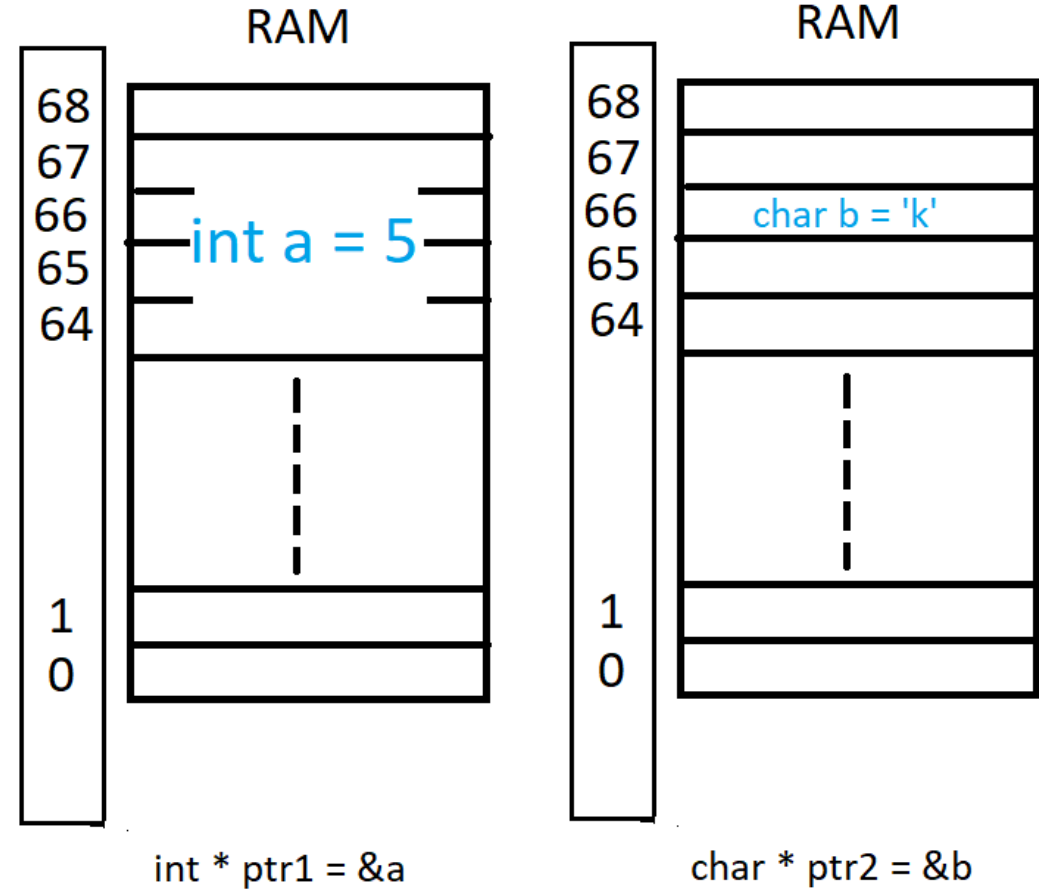 RAM
68
67
66
65
64
int a = 5
1
0
int * ptr1 = &a
RAM
68
67
66
65
64
char b = 'k'
1
0
char * ptr2 = &b